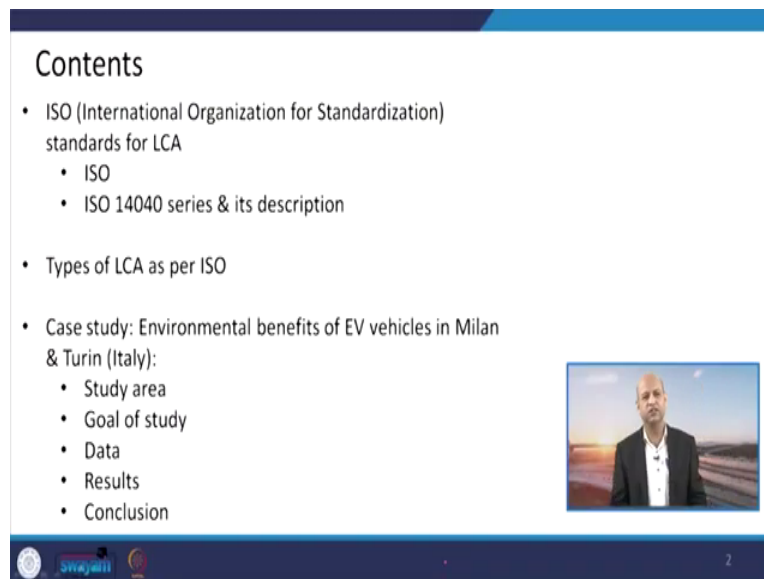 Contents
• ISO (International Organization for Standardization)
standards for LCA
• ISO
• ISO 14040 series & its description
• Types of LCA as per ISO
• Case study: Environmental benefits of EV vehicles in Milan
& Turin (Italy):
• Study area
• Goal of study
• Data
• Results
• Conclusion
swayam
2